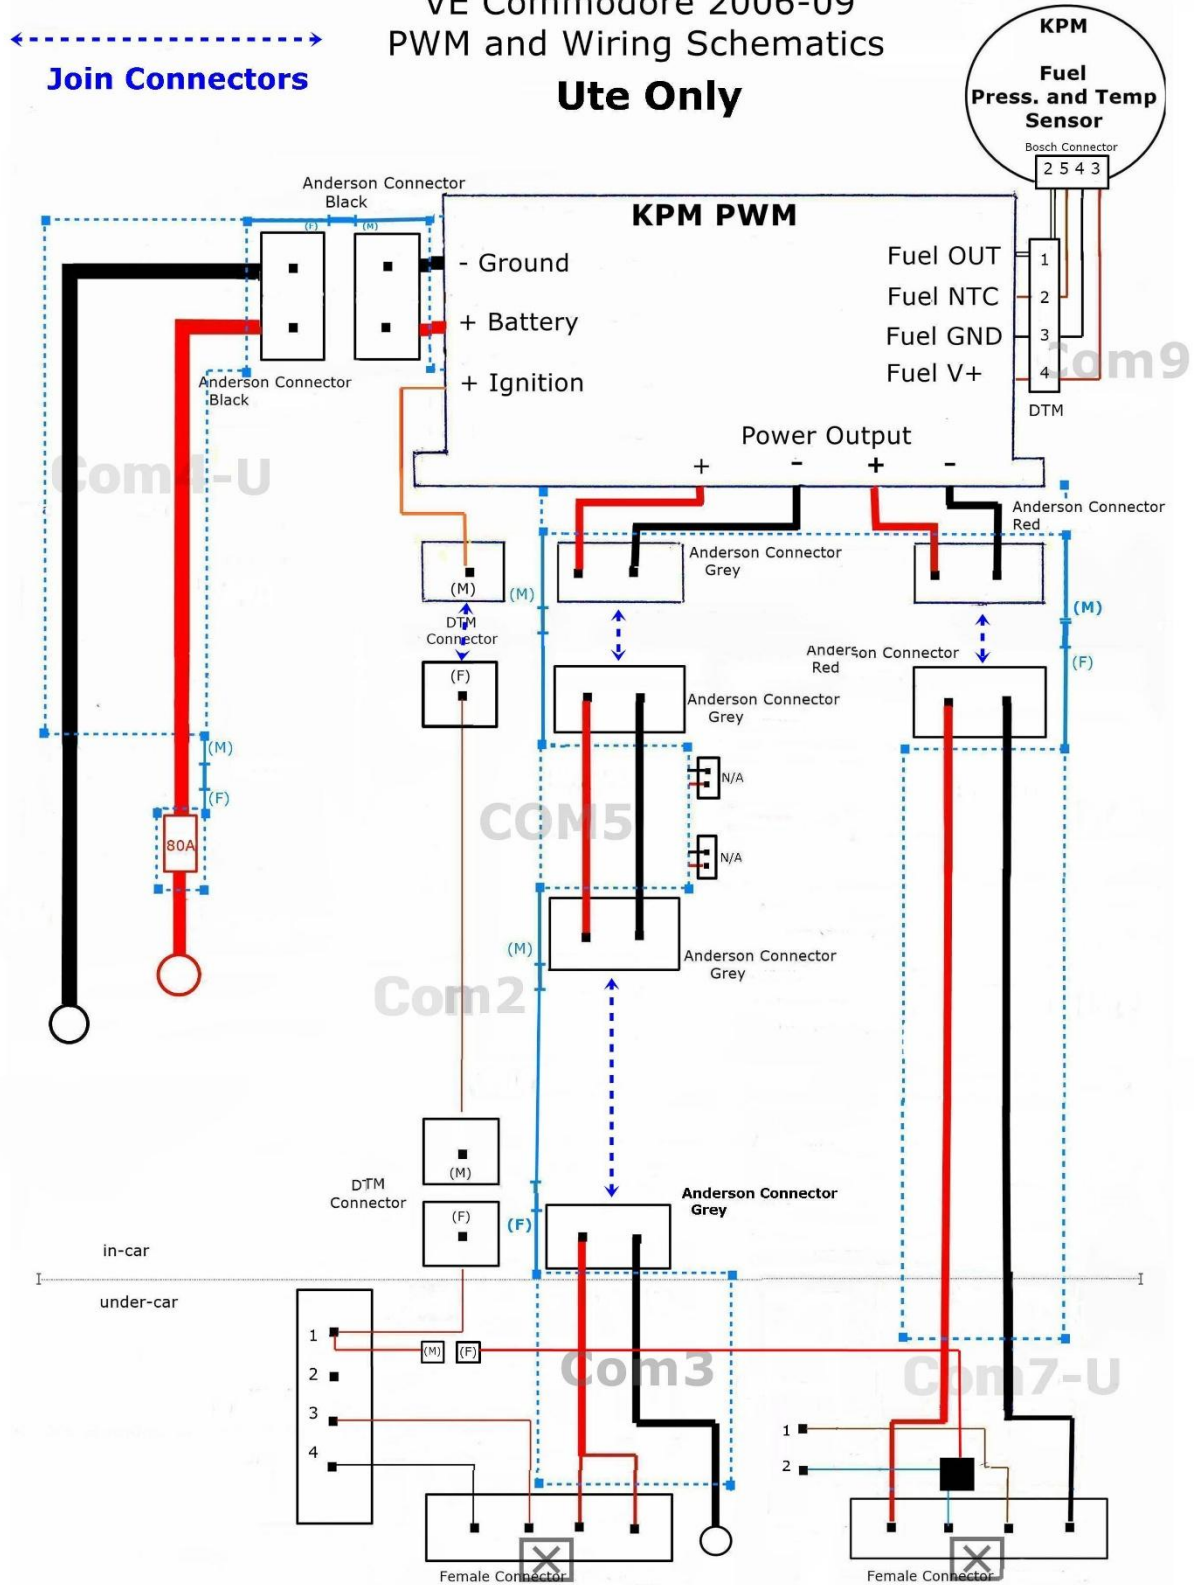 VE Commodore 2006-09
PWM and Wiring Schematics
Ute Only
Join Connectors
KPM
Fuel
Press. and Temp
Sensor
Bosch Connector
2 5 4 3
Anderson Connector
Black
(F)
(M)
KPM PWM
- Ground
+ Battery
+ Ignition
Fuel OUT
Fuel NTC
Fuel GND
Fuel V+
1
2
3
4
DTM
Com9
Anderson Connector
Black
Com4-U
Power Output
+ - + -
Anderson Connector
Red
Anderson Connector
Grey
(M)
(M)
(M)
DTM
Connector
(F)
Anderson Connector
Red
(F)
Anderson Connector
Grey
(M)
(F)
80A
N/A
N/A
COM5
(M)
Anderson Connector
Grey
Com2
(M)
DTM
Connector
(F)
Anderson Connector
Grey
(F)
in-car
under-car
1
2
3
4
(M)
(F)
Com3
Com7-U
1
2
Female Connector
Female Connector